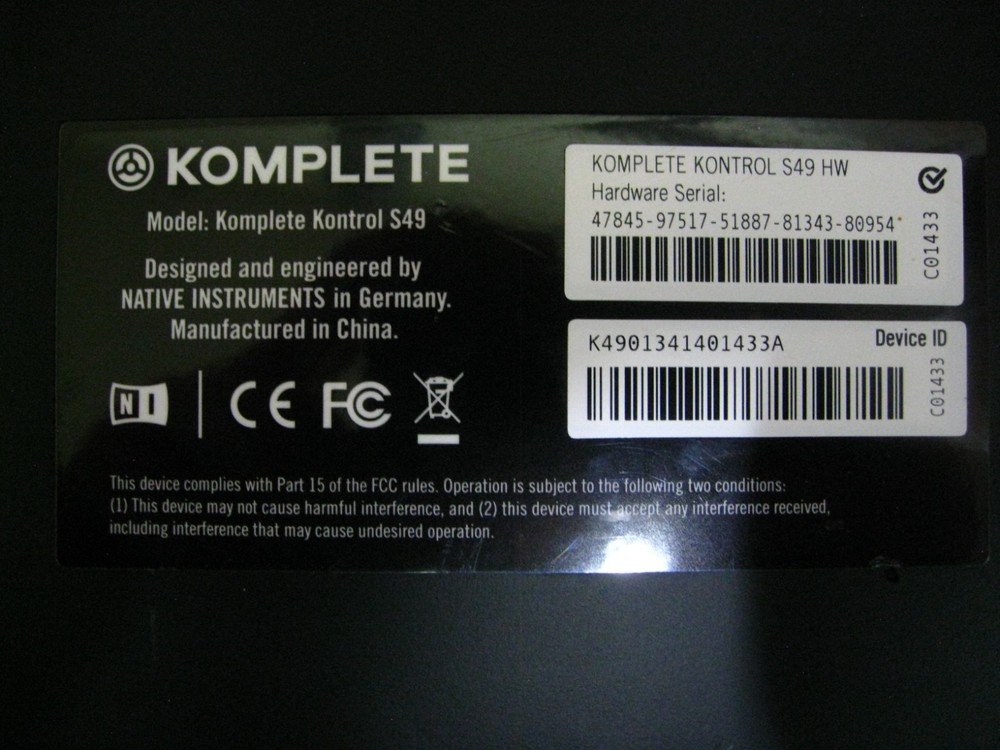 KOMPLETE
Model: Komplete Kontrol S49
Designed and engineered by
NATIVE INSTRUMENTS in Germany.
Manufactured in China.
NI
CE FC
This device complies with Part 15 of the FCC rules. Operation is subject to the following two conditions:
(1) This device may not cause harmful interference, and (2) this device must accept any interference received,
including interference that may cause undesired operation.
KOMPLETE KONTROL S49 HW
Hardware Serial:
47845-97517-51887-81343-80954
C01433
K4901341401433A
Device ID
C01433